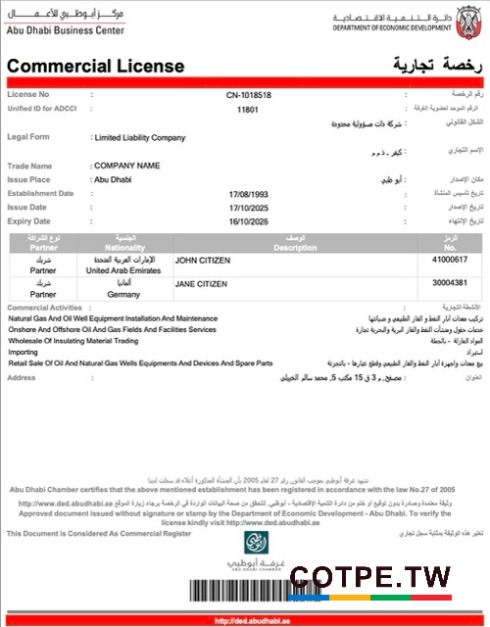 مركز أبوظبي للأعمال
Abu Dhabi Business Center
دائرة التنمية الاقتصادية
DEPARTMENT OF ECONOMIC DEVELOPMENT
Commercial License
رخصة تجارية
License No : CN-1018518 : رقم الرخصة
Unified ID for ADCCI : 11801 : الرقم الموحد لعضوية الغرفة
شركة ذات مسؤولية محدودة : الشكل القانوني
Legal Form : Limited Liability Company
كيفر - ذ م م : الإسم التجاري
Trade Name : COMPANY NAME
Issue Place : Abu Dhabi أبو ظبي : مكان الإصدار
Establishment Date : 17/08/1993 : تاريخ تأسيس المنشأة
Issue Date : 17/10/2025 : تاريخ الإصدار
Expiry Date : 16/10/2026 : تاريخ الإنتهاء
نوع الشراكة الجنسية الوصف الرمز
Partner Nationality Description No.
شريك الإمارات العربية المتحدة JOHN CITIZEN 41000617
Partner United Arab Emirates
شريك ألمانيا JANE CITIZEN 30004381
Partner Germany
Commercial Activities : : الأنشطة التجارية
Natural Gas And Oil Well Equipment Installation And Maintenance تركيب معدات آبار النفط والغاز الطبيعي و صيانتها
Onshore And Offshore Oil And Gas Fields And Facilities Services خدمات حقول ومنشآت النفط والغاز البرية والبحرية تجارة
Wholesale Of Insulating Material Trading المواد العازلة - بالجملة
Importing استيراد
Retail Sale Of Oil And Natural Gas Wells Equipments And Devices And Spare Parts بيع معدات واجهزة آبار النفط والغاز الطبيعي وقطع غيارها - بالتجزئة
Address : مصفح, م 3 ق 15 مكتب 5, محمد سالم : العنوان
تشهد غرفة أبوظبي بموجب القانون رقم 27 لعام 2005 بأن المنشأة المذكورة أعلاه قد سجلت لدينا
Abu Dhabi Chamber certifies that the above mentioned establishment has been registered in accordance with the law No.27 of 2005
وثيقة معتمدة وصادرة بدون توقيع أو ختم من دائرة التنمية الإقتصادية - أبوظبي. للتحقق من صحة البيانات الواردة في الرخصة برجاء زيارة الموقع http://www.ded.abudhabi.ae
Approved document issued without signature or stamp by the Department of Economic Development - Abu Dhabi. To verify the
license kindly visit http://www.ded.abudhabi.ae
This Document is Considered As Commercial Register تعتبر هذه الوثيقة بمثابة سجل تجاري
غرفة أبوظبي
ABU DHABI CHAMBER
COTPE.TW
http://ded.abudhabi.ae